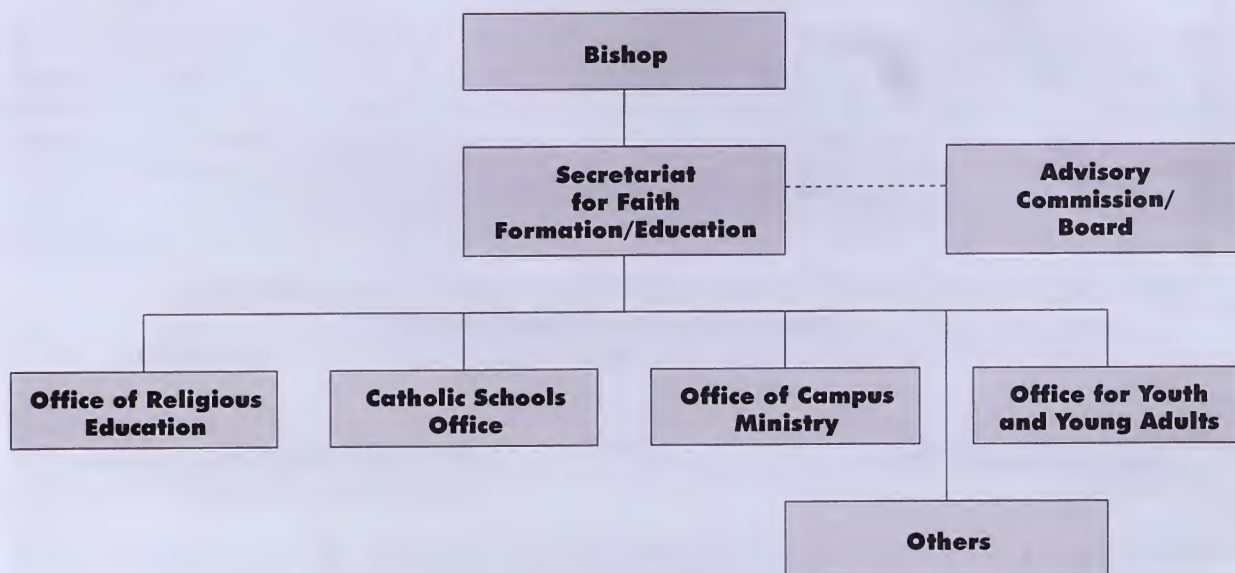 Bishop
Secretariat
for Faith
Formation/Education
Advisory
Commission/
Board
Office of Religious
Education
Catholic Schools
Office
Office of Campus
Ministry
Office for Youth
and Young Adults
Others